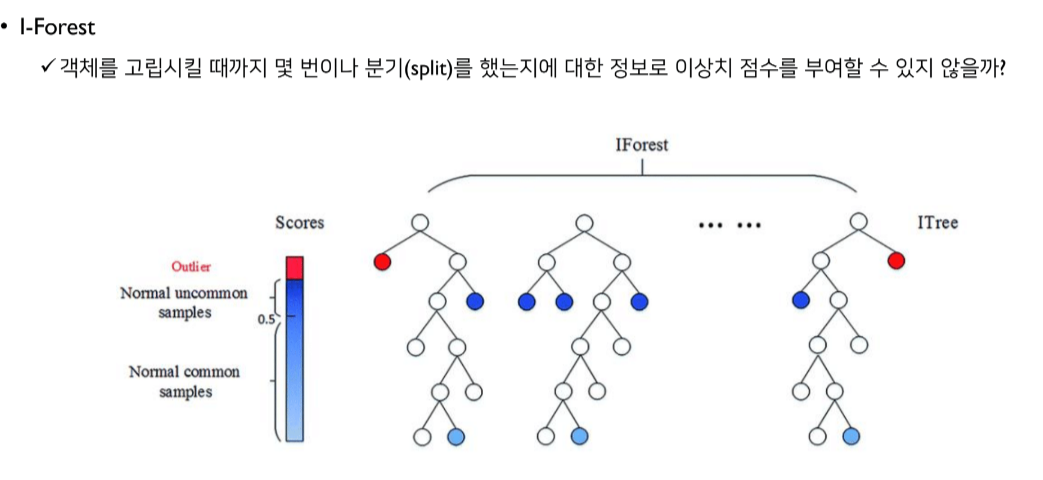 • I-Forest
✓ 객체를 고립시킬 때까지 몇 번이나 분기(split)를 했는지에 대한 정보로 이상치 점수를 부여할 수 있지 않을까?
IForest
Scores
... ...
ITree
Outlier
Normal uncommon
samples
0.5
Normal common
samples